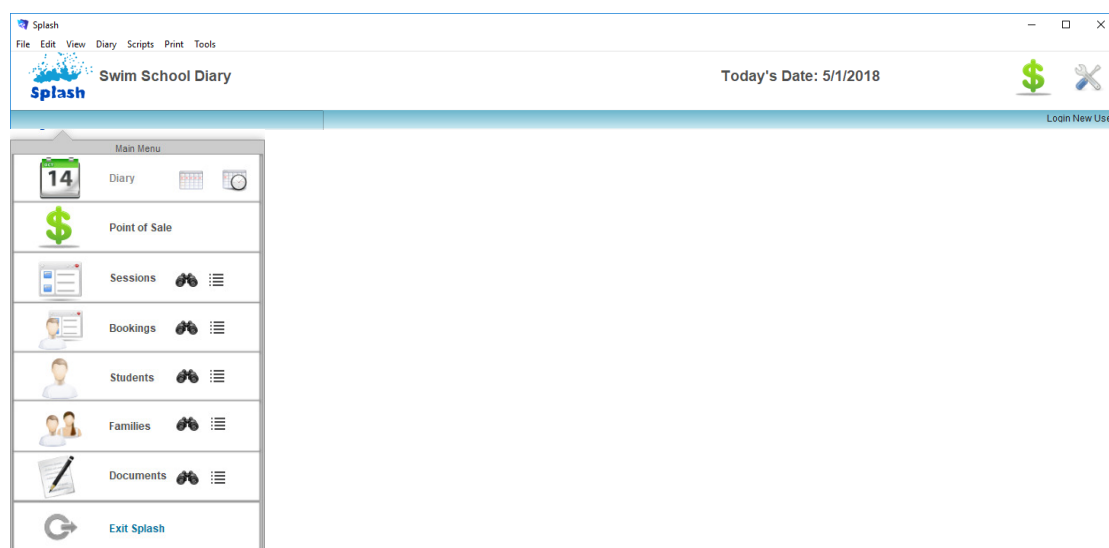 Splash
File Edit View Diary Scripts Print Tools
Splash
Swim School Diary
Today's Date: 5/1/2018
Login New Use
Main Menu
14
Diary
Point of Sale
Sessions
Bookings
Students
Families
Documents
Exit Splash